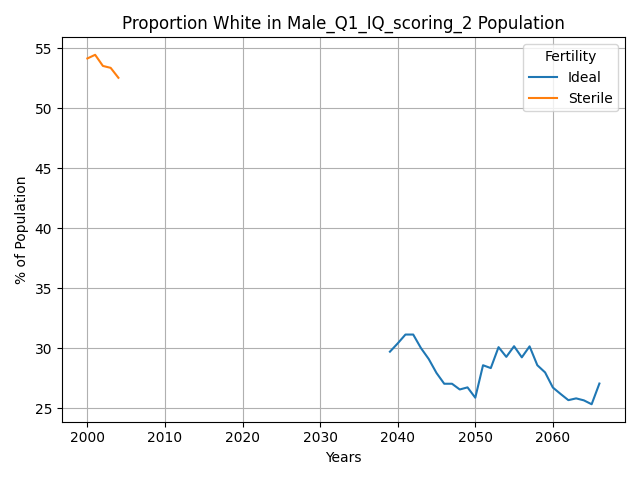 Proportion White in Male_Q1_IQ_scoring_2 Population
% of Population
55
50
45
40
35
30
25
Fertility
Ideal
Sterile
2000 2010 2020 2030 2040 2050 2060
Years